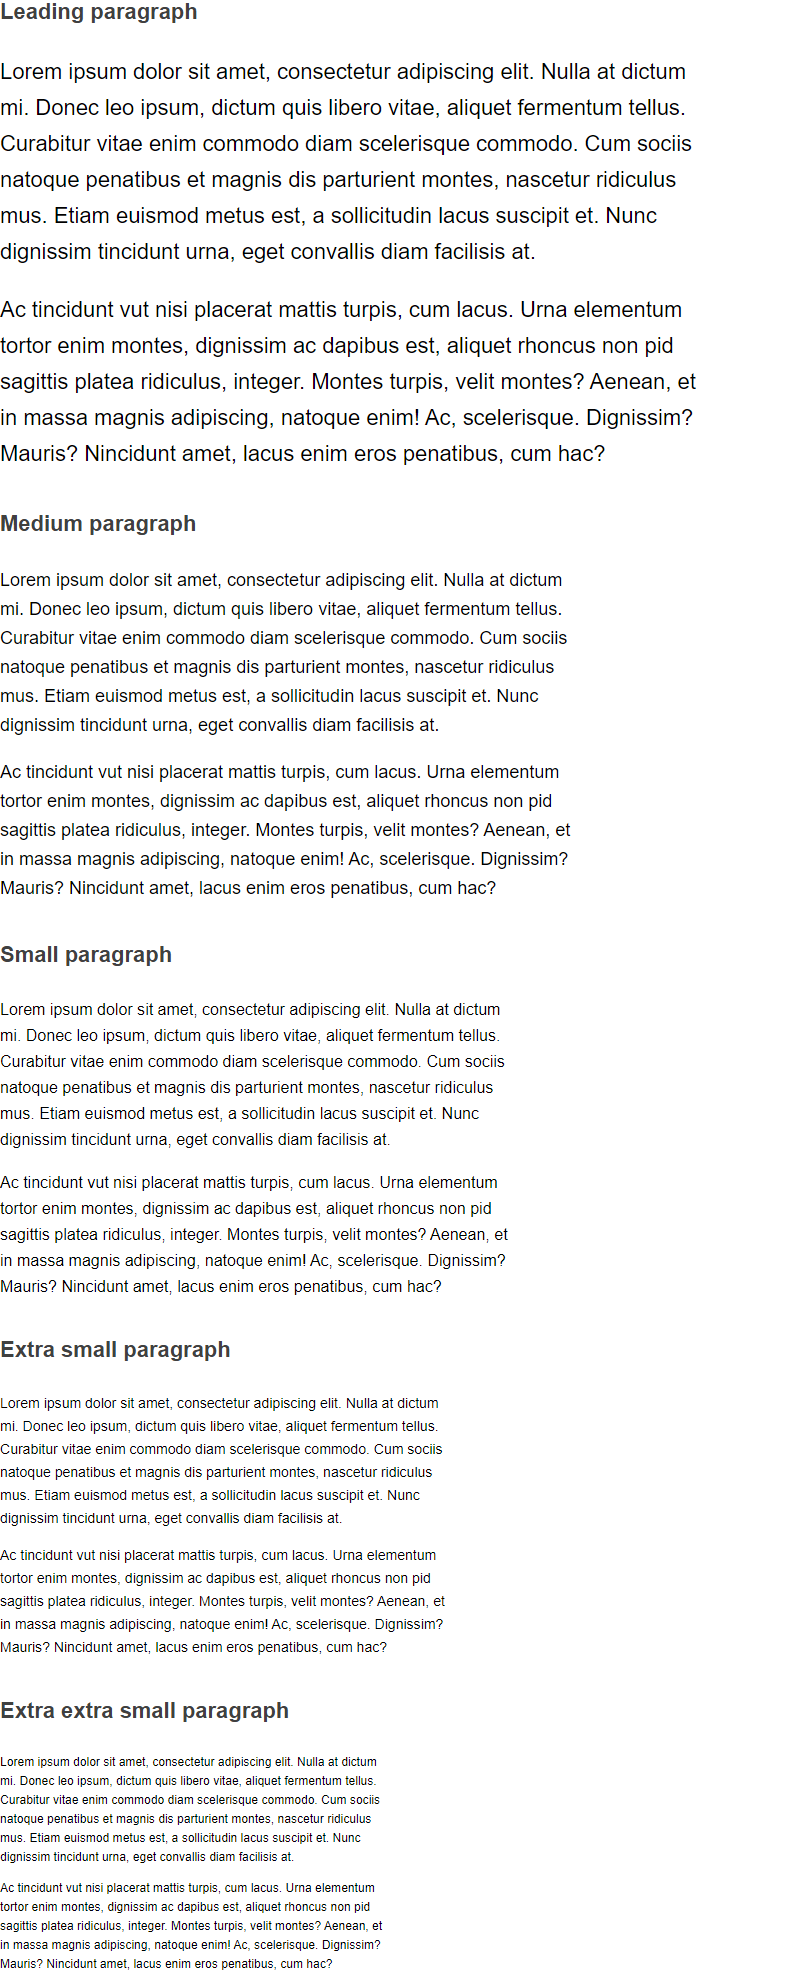 Leading paragraph
Lorem ipsum dolor sit amet, consectetur adipiscing elit. Nulla at dictum
mi. Donec leo ipsum, dictum quis libero vitae, aliquet fermentum tellus.
Curabitur vitae enim commodo diam scelerisque commodo. Cum sociis
natoque penatibus et magnis dis parturient montes, nascetur ridiculus
mus. Etiam euismod metus est, a sollicitudin lacus suscipit et. Nunc
dignissim tincidunt urna, eget convallis diam facilisis at.
Ac tincidunt vut nisi placerat mattis turpis, cum lacus. Urna elementum
tortor enim montes, dignissim ac dapibus est, aliquet rhoncus non pid
sagittis platea ridiculus, integer. Montes turpis, velit montes? Aenean, et
in massa magnis adipiscing, natoque enim! Ac, scelerisque. Dignissim?
Mauris? Nincidunt amet, lacus enim eros penatibus, cum hac?
Medium paragraph
Lorem ipsum dolor sit amet, consectetur adipiscing elit. Nulla at dictum
mi. Donec leo ipsum, dictum quis libero vitae, aliquet fermentum tellus.
Curabitur vitae enim commodo diam scelerisque commodo. Cum sociis
natoque penatibus et magnis dis parturient montes, nascetur ridiculus
mus. Etiam euismod metus est, a sollicitudin lacus suscipit et. Nunc
dignissim tincidunt urna, eget convallis diam facilisis at.
Ac tincidunt vut nisi placerat mattis turpis, cum lacus. Urna elementum
tortor enim montes, dignissim ac dapibus est, aliquet rhoncus non pid
sagittis platea ridiculus, integer. Montes turpis, velit montes? Aenean, et
in massa magnis adipiscing, natoque enim! Ac, scelerisque. Dignissim?
Mauris? Nincidunt amet, lacus enim eros penatibus, cum hac?
Small paragraph
Lorem ipsum dolor sit amet, consectetur adipiscing elit. Nulla at dictum
mi. Donec leo ipsum, dictum quis libero vitae, aliquet fermentum tellus.
Curabitur vitae enim commodo diam scelerisque commodo. Cum sociis
natoque penatibus et magnis dis parturient montes, nascetur ridiculus
mus. Etiam euismod metus est, a sollicitudin lacus suscipit et. Nunc
dignissim tincidunt urna, eget convallis diam facilisis at.
Ac tincidunt vut nisi placerat mattis turpis, cum lacus. Urna elementum
tortor enim montes, dignissim ac dapibus est, aliquet rhoncus non pid
sagittis platea ridiculus, integer. Montes turpis, velit montes? Aenean, et
in massa magnis adipiscing, natoque enim! Ac, scelerisque. Dignissim?
Mauris? Nincidunt amet, lacus enim eros penatibus, cum hac?
Extra small paragraph
Lorem ipsum dolor sit amet, consectetur adipiscing elit. Nulla at dictum
mi. Donec leo ipsum, dictum quis libero vitae, aliquet fermentum tellus.
Curabitur vitae enim commodo diam scelerisque commodo. Cum sociis
natoque penatibus et magnis dis parturient montes, nascetur ridiculus
mus. Etiam euismod metus est, a sollicitudin lacus suscipit et. Nunc
dignissim tincidunt urna, eget convallis diam facilisis at.
Ac tincidunt vut nisi placerat mattis turpis, cum lacus. Urna elementum
tortor enim montes, dignissim ac dapibus est, aliquet rhoncus non pid
sagittis platea ridiculus, integer. Montes turpis, velit montes? Aenean, et
in massa magnis adipiscing, natoque enim! Ac, scelerisque. Dignissim?
Mauris? Nincidunt amet, lacus enim eros penatibus, cum hac?
Extra extra small paragraph
Lorem ipsum dolor sit amet, consectetur adipiscing elit. Nulla at dictum
mi. Donec leo ipsum, dictum quis libero vitae, aliquet fermentum tellus.
Curabitur vitae enim commodo diam scelerisque commodo. Cum sociis
natoque penatibus et magnis dis parturient montes, nascetur ridiculus
mus. Etiam euismod metus est, a sollicitudin lacus suscipit et. Nunc
dignissim tincidunt urna, eget convallis diam facilisis at.
Ac tincidunt vut nisi placerat mattis turpis, cum lacus. Urna elementum
tortor enim montes, dignissim ac dapibus est, aliquet rhoncus non pid
sagittis platea ridiculus, integer. Montes turpis, velit montes? Aenean, et
in massa magnis adipiscing, natoque enim! Ac, scelerisque. Dignissim?
Mauris? Nincidunt amet, lacus enim eros penatibus, cum hac?